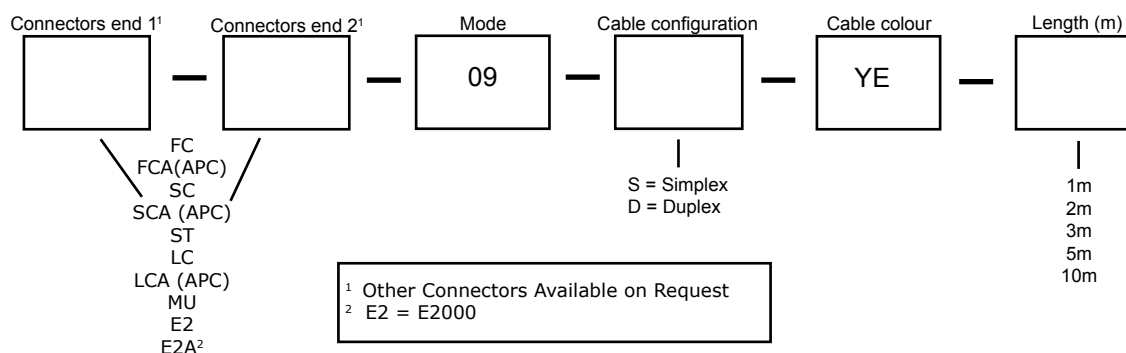 Connectors end 1¹ Connectors end 2¹ Mode Cable configuration Cable colour Length (m)
09 YE
FC
FCA(APC)
SC
SCA (APC)
ST
LC
LCA (APC)
MU
E2
E2A²
S = Simplex
D = Duplex
1m
2m
3m
5m
10m
¹ Other Connectors Available on Request
² E2 = E2000